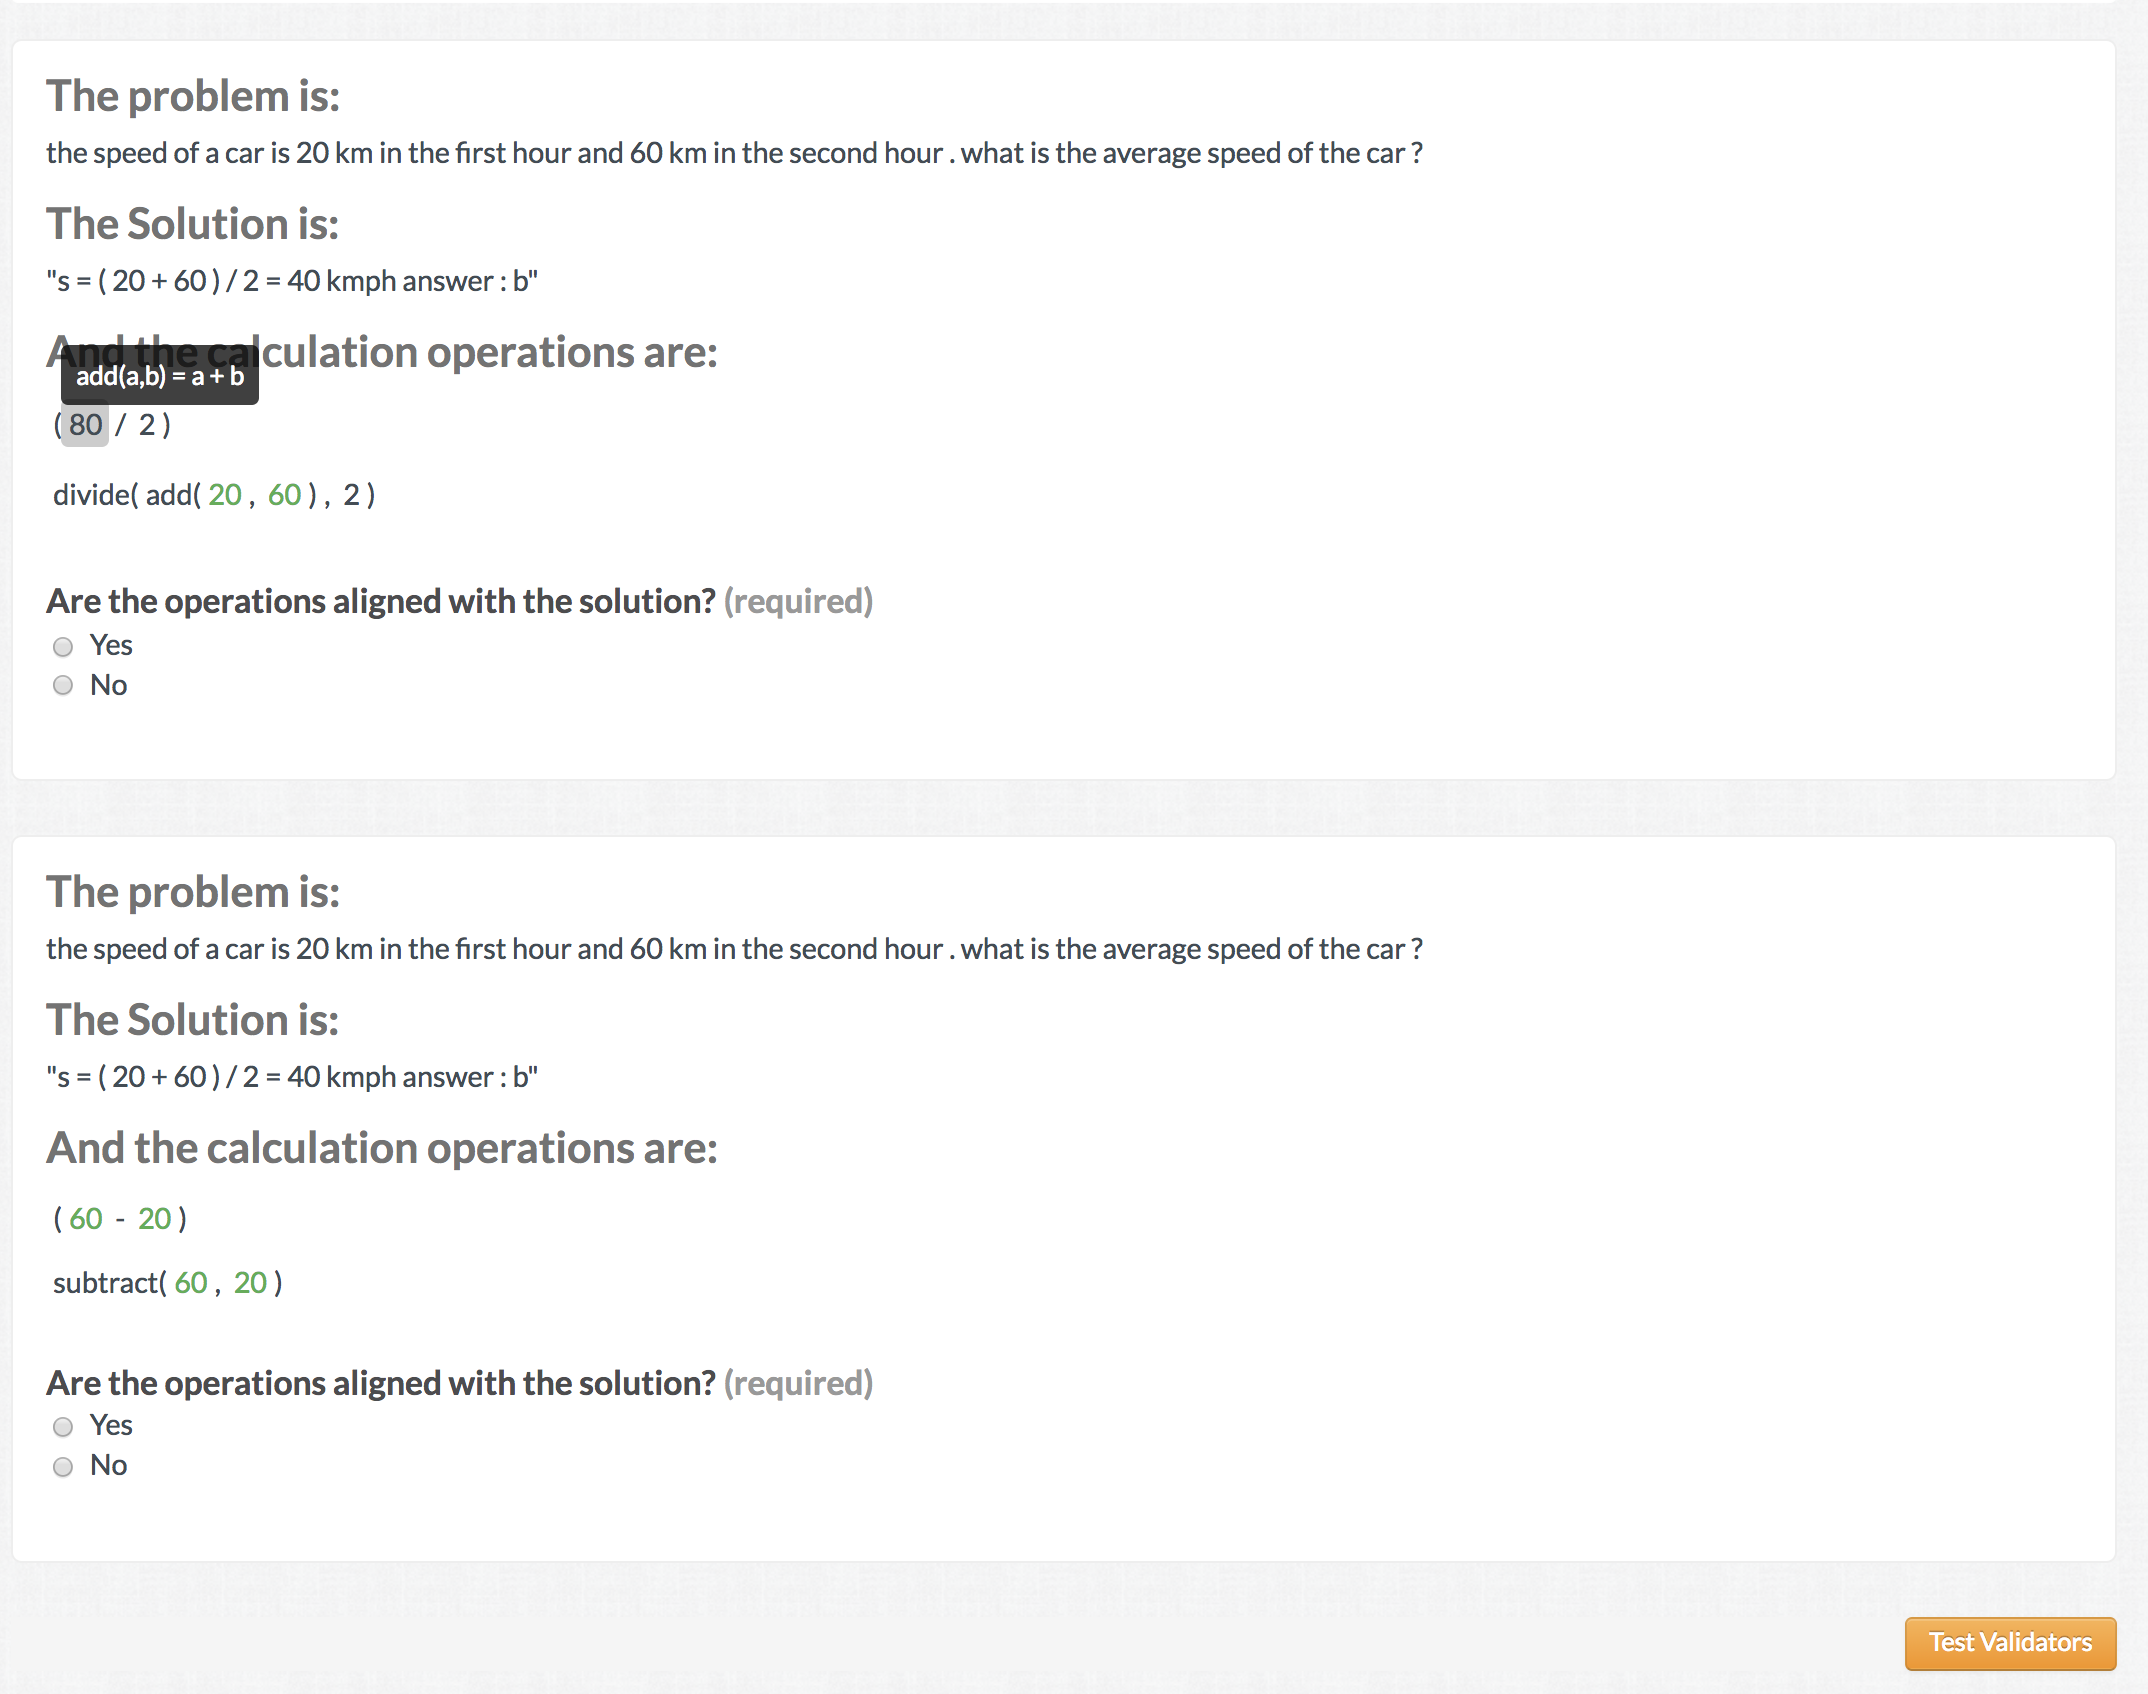 The problem is:
the speed of a car is 20 km in the first hour and 60 km in the second hour . what is the average speed of the car ?
The Solution is:
"s = ( 20 + 60 ) / 2 = 40 kmph answer : b"
And the calculation operations are:
add(a,b) = a + b
( 80 / 2 )
divide( add( 20 , 60 ) , 2 )
Are the operations aligned with the solution? (required)
Yes
No
The problem is:
the speed of a car is 20 km in the first hour and 60 km in the second hour . what is the average speed of the car ?
The Solution is:
"s = ( 20 + 60 ) / 2 = 40 kmph answer : b"
And the calculation operations are:
( 60 - 20 )
subtract( 60 , 20 )
Are the operations aligned with the solution? (required)
Yes
No
Test Validators